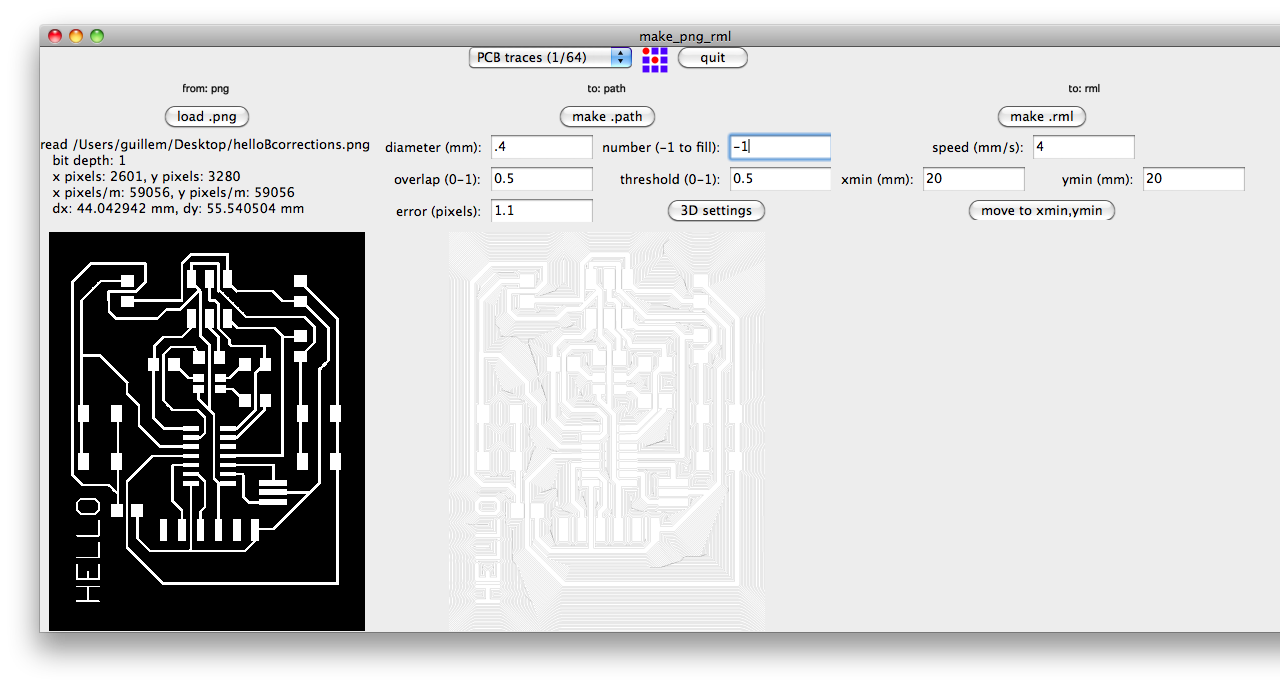 make_png_rml
PCB traces (1/64) quit
from: png to: path to: rml
load .png make .path make .rml
read /Users/guillem/Desktop/helloBcorrections.png
bit depth: 1
x pixels: 2601, y pixels: 3280
x pixels/m: 59056, y pixels/m: 59056
dx: 44.042942 mm, dy: 55.540504 mm
diameter (mm): .4 number (-1 to fill): -1 speed (mm/s): 4
overlap (0-1): 0.5 threshold (0-1): 0.5 xmin (mm): 20 ymin (mm): 20
error (pixels): 1.1 3D settings move to xmin,ymin
HELLO
HELLO